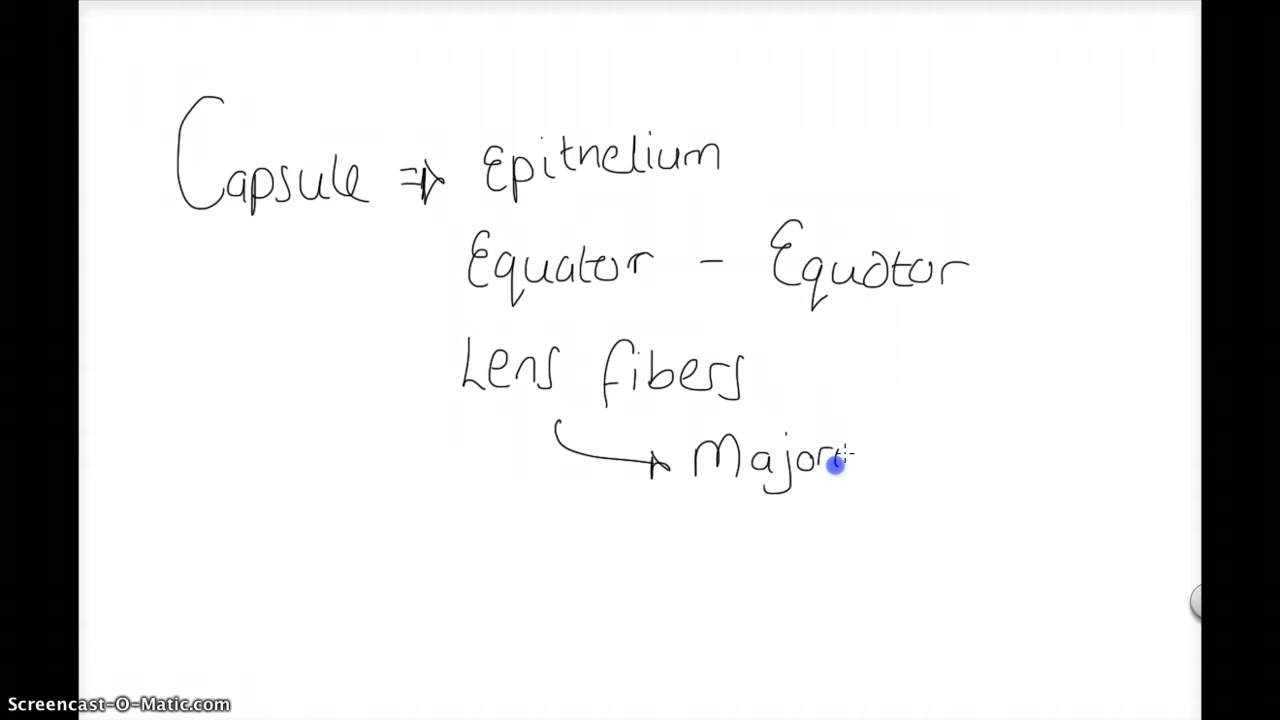 Capsule ⇒ Epithelium
Equator - Equator
Lens fibers
→ Major
Screencast-O-Matic.com